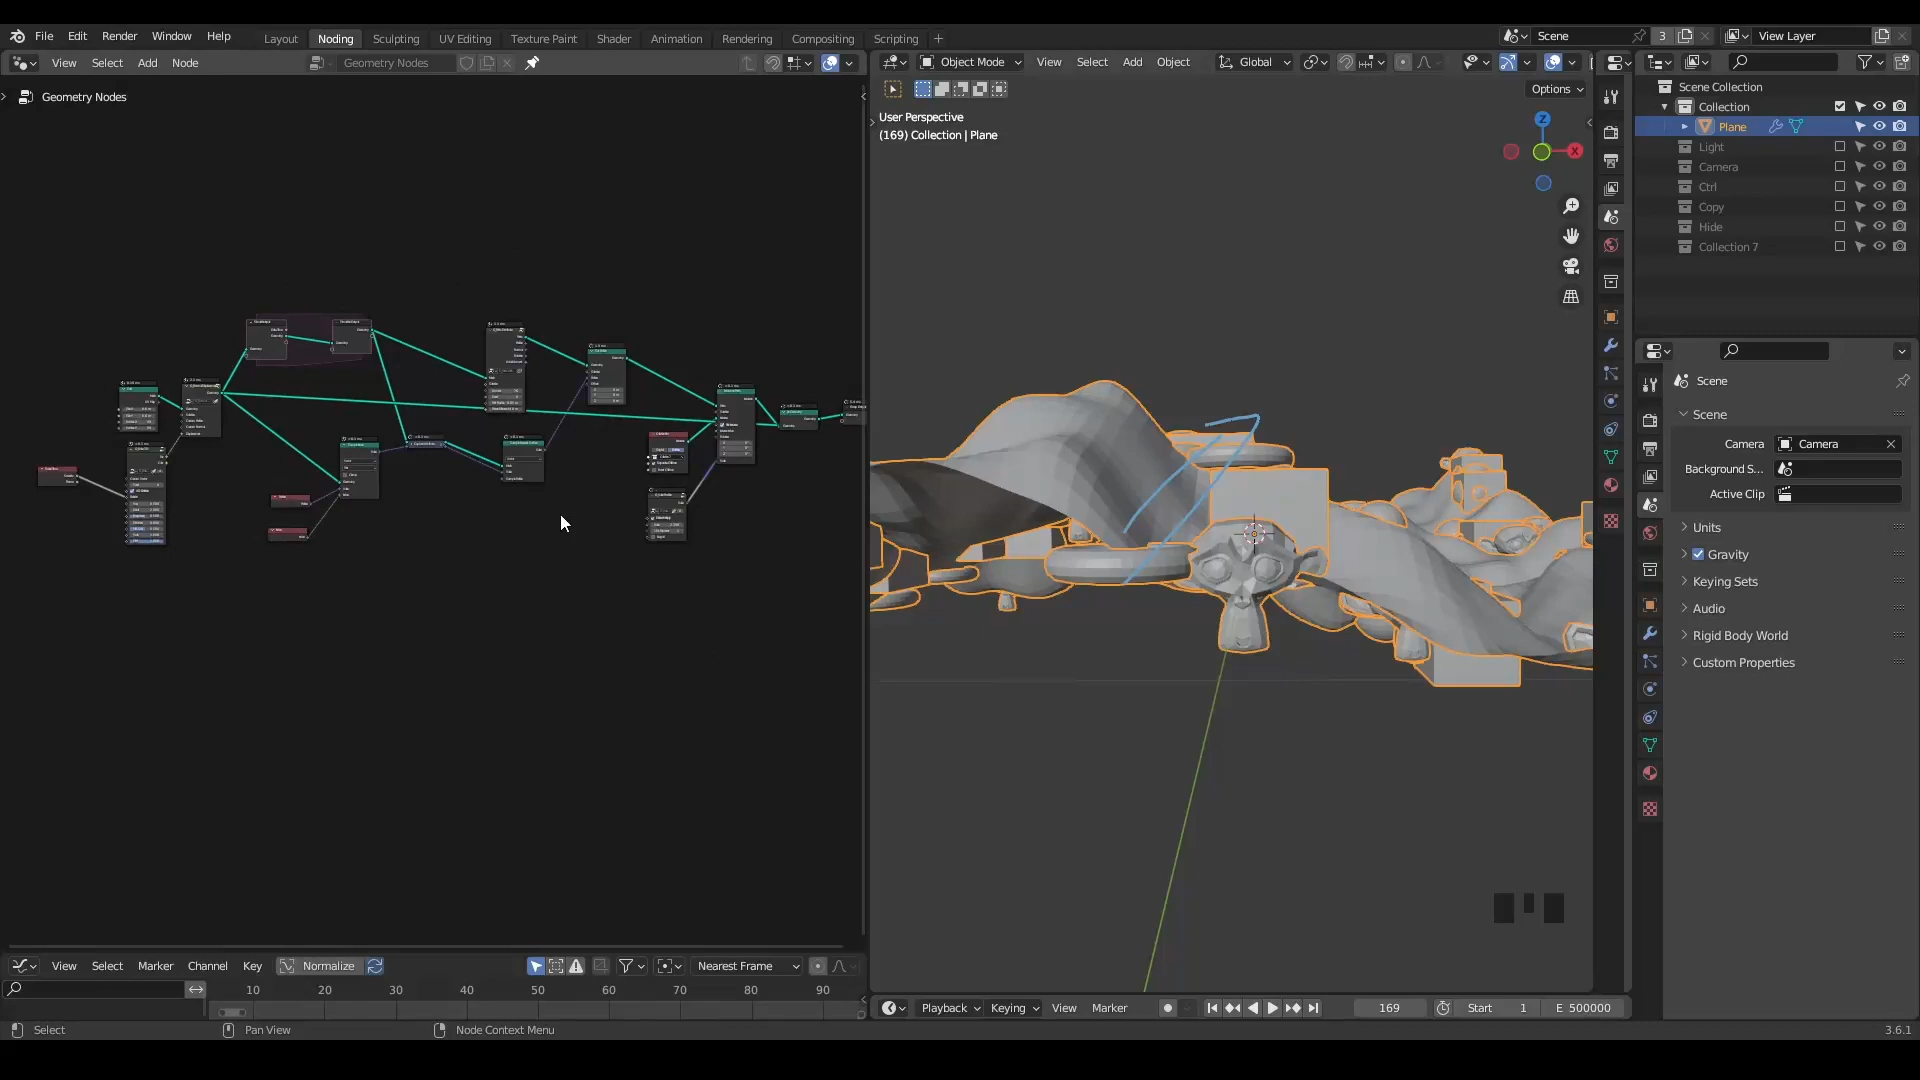 File Edit Render Window Help
Layout Noding Sculpting UV Editing Texture Paint Shader Animation Rendering Compositing Scripting +
Scene 3 View Layer
View Select Add Node Geometry Nodes
Object Mode View Select Add Object Global
Options
Geometry Nodes
User Perspective
(169) Collection | Plane
Z
X
Scene Collection
Collection
Plane
Light
Camera
Ctrl
Copy
Hide
Collection 7
Scene
Scene
Camera Camera
Background S...
Active Clip
Units
Gravity
Keying Sets
Audio
Rigid Body World
Custom Properties
View Select Marker Channel Key Normalize Nearest Frame
10 20 30 40 50 60 70 80 90
Playback Keying View Marker 169 Start 1 E 500000
Select Pan View Node Context Menu 3.6.1